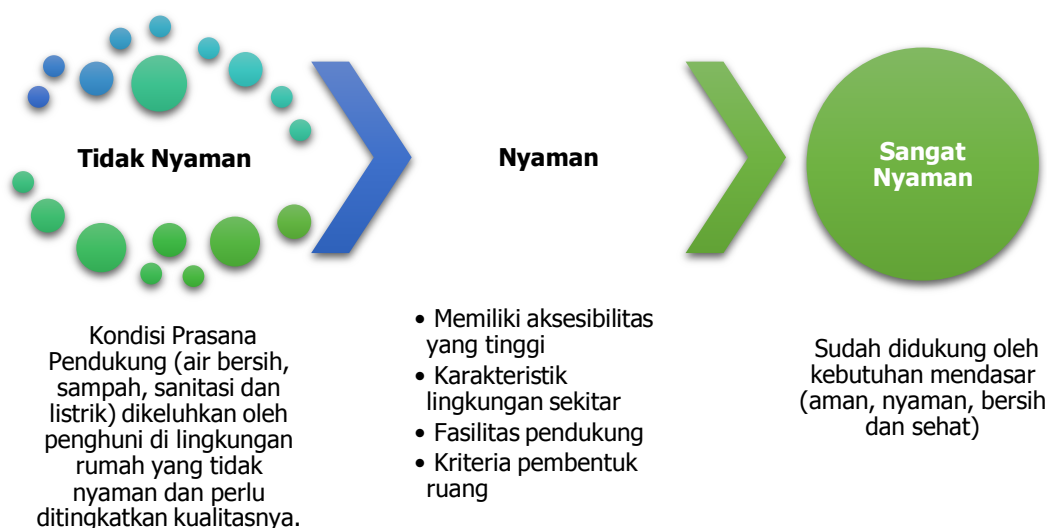 Tidak Nyaman
Kondisi Prasana
Pendukung (air bersih,
sampah, sanitasi dan
listrik) dikeluhkan oleh
penghuni di lingkungan
rumah yang tidak
nyaman dan perlu
ditingkatkan kualitasnya.
Nyaman
• Memiliki aksesibilitas
yang tinggi
• Karakteristik
lingkungan sekitar
• Fasilitas pendukung
• Kriteria pembentuk
ruang
Sangat
Nyaman
Sudah didukung oleh
kebutuhan mendasar
(aman, nyaman, bersih
dan sehat)